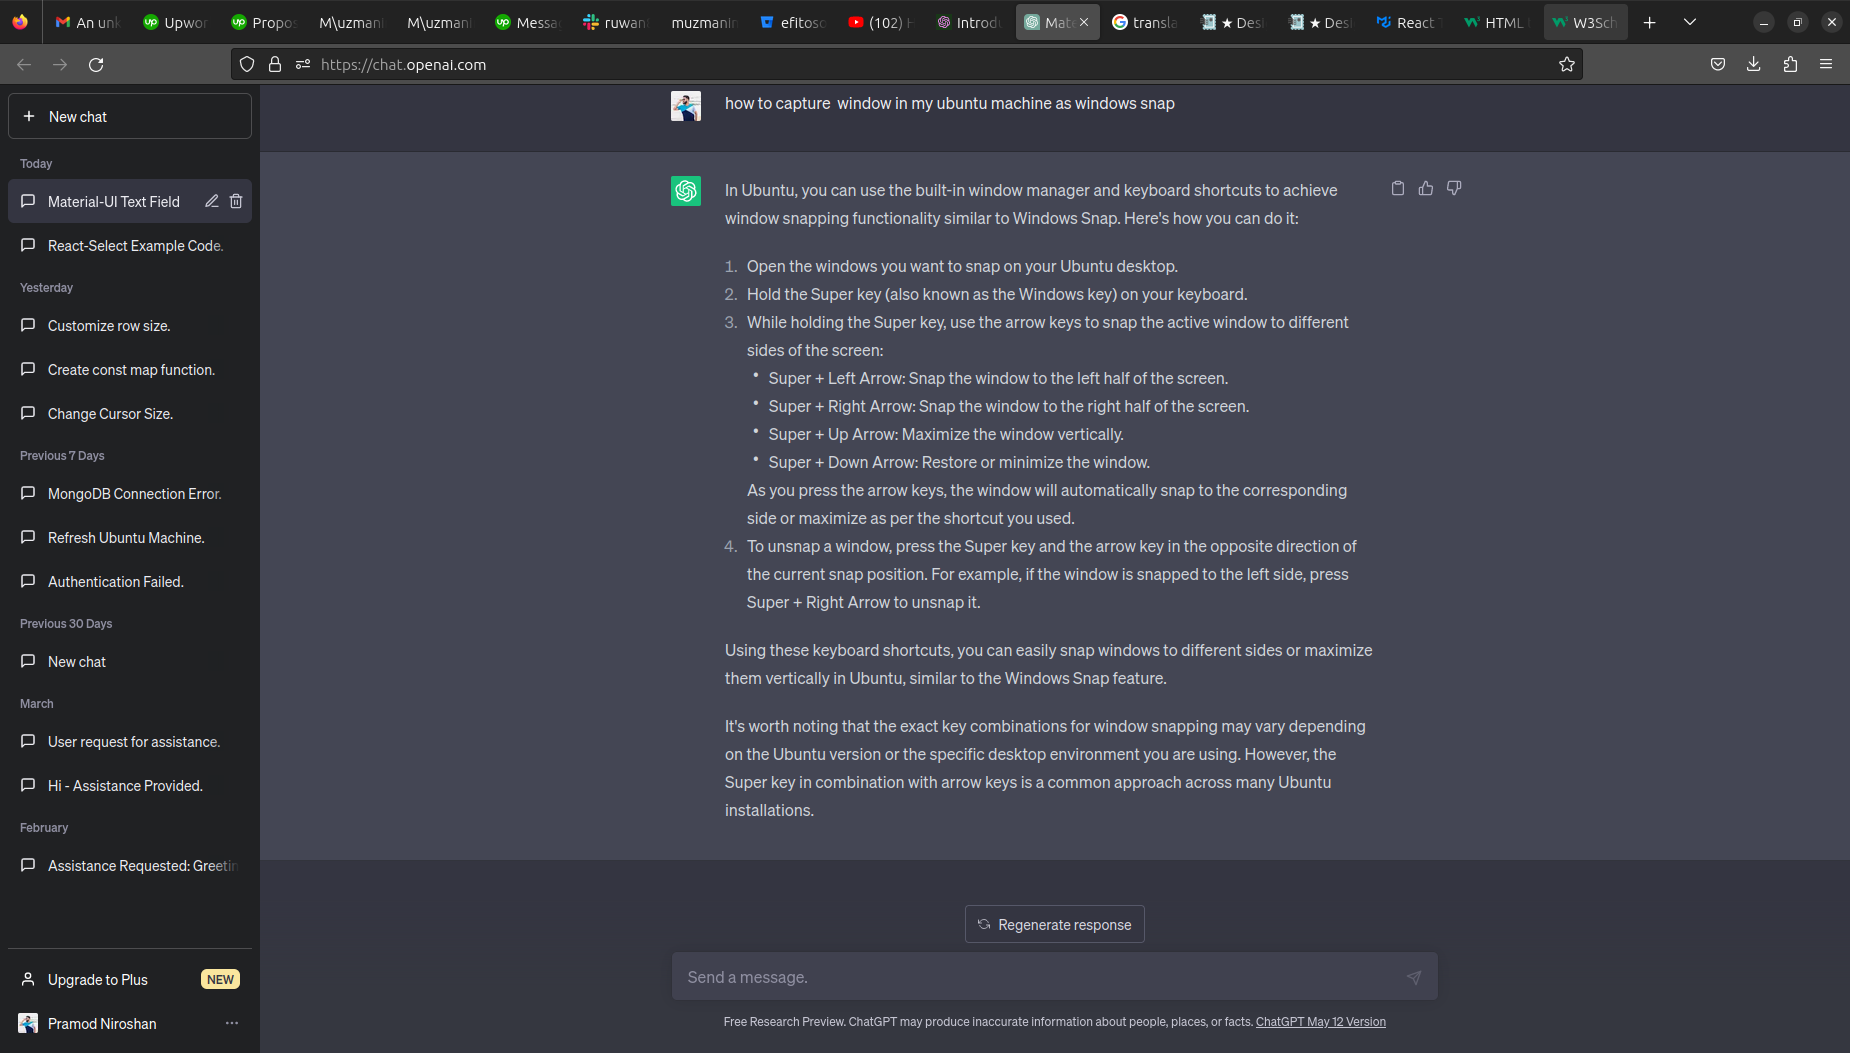 An unk
Upwor
Propos
M\uzmani
M\uzmani
Messa
ruwan
muzmanim
efitoso
(102) H
Introdu
Mate
transla
★ Desi
★ Desi
React T
HTML
W3Sch
https://chat.openai.com
New chat
Today
Material-UI Text Field
React-Select Example Code.
Yesterday
Customize row size.
Create const map function.
Change Cursor Size.
Previous 7 Days
MongoDB Connection Error.
Refresh Ubuntu Machine.
Authentication Failed.
Previous 30 Days
New chat
March
User request for assistance.
Hi - Assistance Provided.
February
Assistance Requested: Greetin
Upgrade to Plus NEW
Pramod Niroshan
how to capture  window in my ubuntu machine as windows snap
In Ubuntu, you can use the built-in window manager and keyboard shortcuts to achieve
window snapping functionality similar to Windows Snap. Here's how you can do it:
1. Open the windows you want to snap on your Ubuntu desktop.
2. Hold the Super key (also known as the Windows key) on your keyboard.
3. While holding the Super key, use the arrow keys to snap the active window to different
sides of the screen:
• Super + Left Arrow: Snap the window to the left half of the screen.
• Super + Right Arrow: Snap the window to the right half of the screen.
• Super + Up Arrow: Maximize the window vertically.
• Super + Down Arrow: Restore or minimize the window.
As you press the arrow keys, the window will automatically snap to the corresponding
side or maximize as per the shortcut you used.
4. To unsnap a window, press the Super key and the arrow key in the opposite direction of
the current snap position. For example, if the window is snapped to the left side, press
Super + Right Arrow to unsnap it.
Using these keyboard shortcuts, you can easily snap windows to different sides or maximize
them vertically in Ubuntu, similar to the Windows Snap feature.
It's worth noting that the exact key combinations for window snapping may vary depending
on the Ubuntu version or the specific desktop environment you are using. However, the
Super key in combination with arrow keys is a common approach across many Ubuntu
installations.
Regenerate response
Send a message.
Free Research Preview. ChatGPT may produce inaccurate information about people, places, or facts. ChatGPT May 12 Version